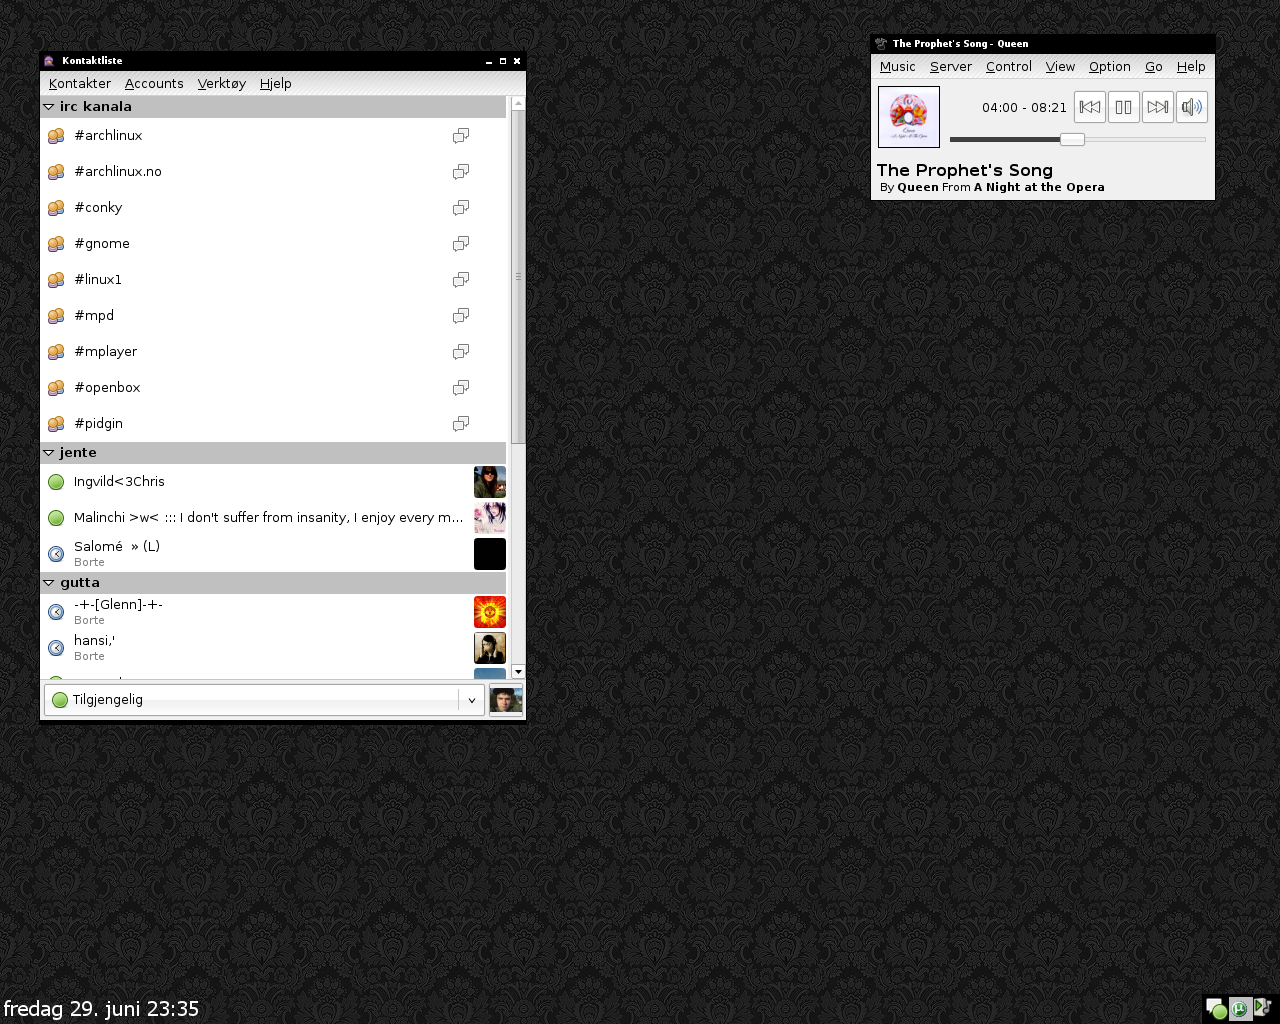 Kontaktliste
Kontakter Accounts Verktøy Hjelp
irc kanala
#archlinux
#archlinux.no
#conky
#gnome
#linux1
#mpd
#mplayer
#openbox
#pidgin
jente
Ingvild<3Chris
Malinchi >w< ::: I don't suffer from insanity, I enjoy every m...
Salomé » (L)
Borte
gutta
-+-[Glenn]-+-
Borte
hansi,'
Borte
Tilgjengelig
The Prophet's Song - Queen
Music Server Control View Option Go Help
04:00 - 08:21
The Prophet's Song
By Queen From A Night at the Opera
fredag 29. juni 23:35